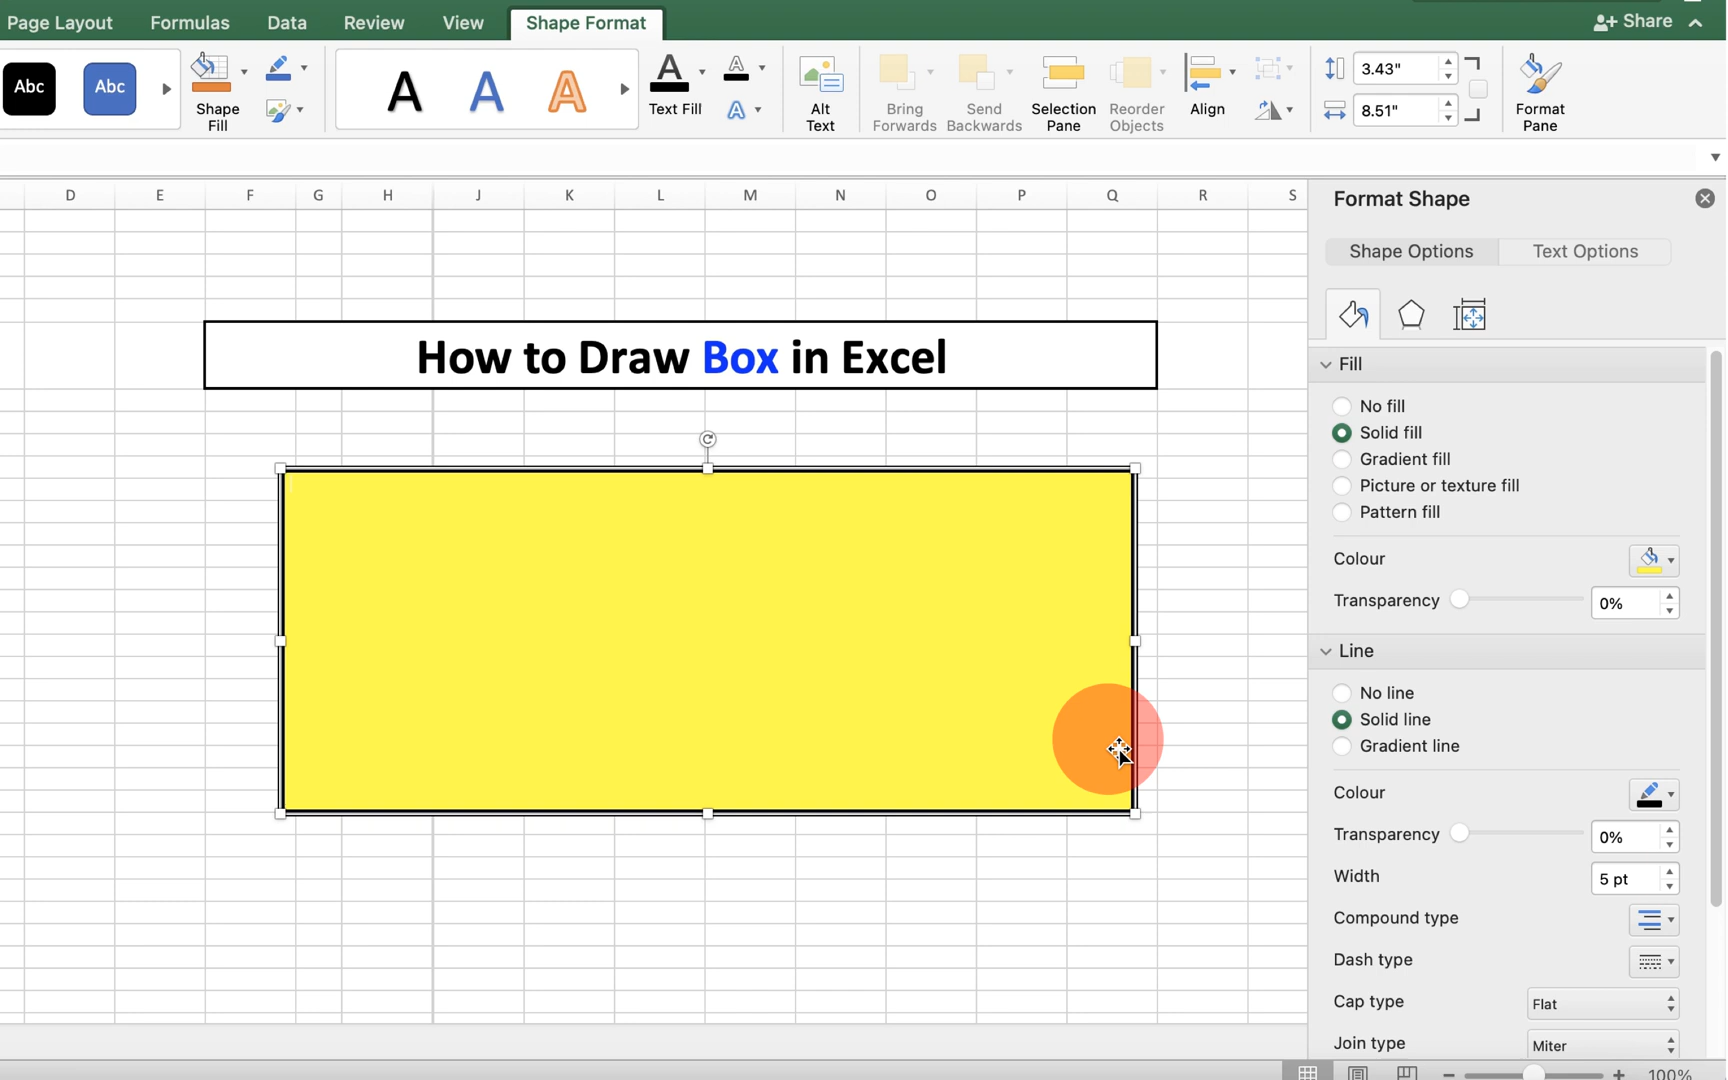 Page Layout Formulas Data Review View Shape Format Share
Abc Abc Shape Fill A A A A Text Fill A A Alt Text Bring Forwards Send Backwards Selection Pane Reorder Objects Align 3.43" 8.51" Format Pane
D E F G H J K L M N O P Q R S
Format Shape
Shape Options Text Options
How to Draw Box in Excel
Fill
No fill
Solid fill
Gradient fill
Picture or texture fill
Pattern fill
Colour
Transparency 0%
Line
No line
Solid line
Gradient line
Colour
Transparency 0%
Width 5 pt
Compound type
Dash type
Cap type Flat
Join type Miter
100%